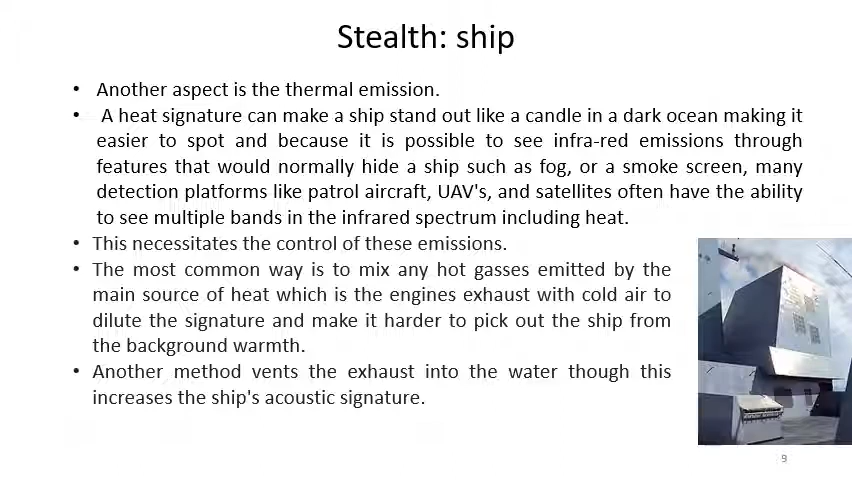 Stealth: ship
• Another aspect is the thermal emission.
• A heat signature can make a ship stand out like a candle in a dark ocean making it
easier to spot and because it is possible to see infra-red emissions through
features that would normally hide a ship such as fog, or a smoke screen, many
detection platforms like patrol aircraft, UAV's, and satellites often have the ability
to see multiple bands in the infrared spectrum including heat.
• This necessitates the control of these emissions.
• The most common way is to mix any hot gasses emitted by the
main source of heat which is the engines exhaust with cold air to
dilute the signature and make it harder to pick out the ship from
the background warmth.
• Another method vents the exhaust into the water though this
increases the ship's acoustic signature.
9